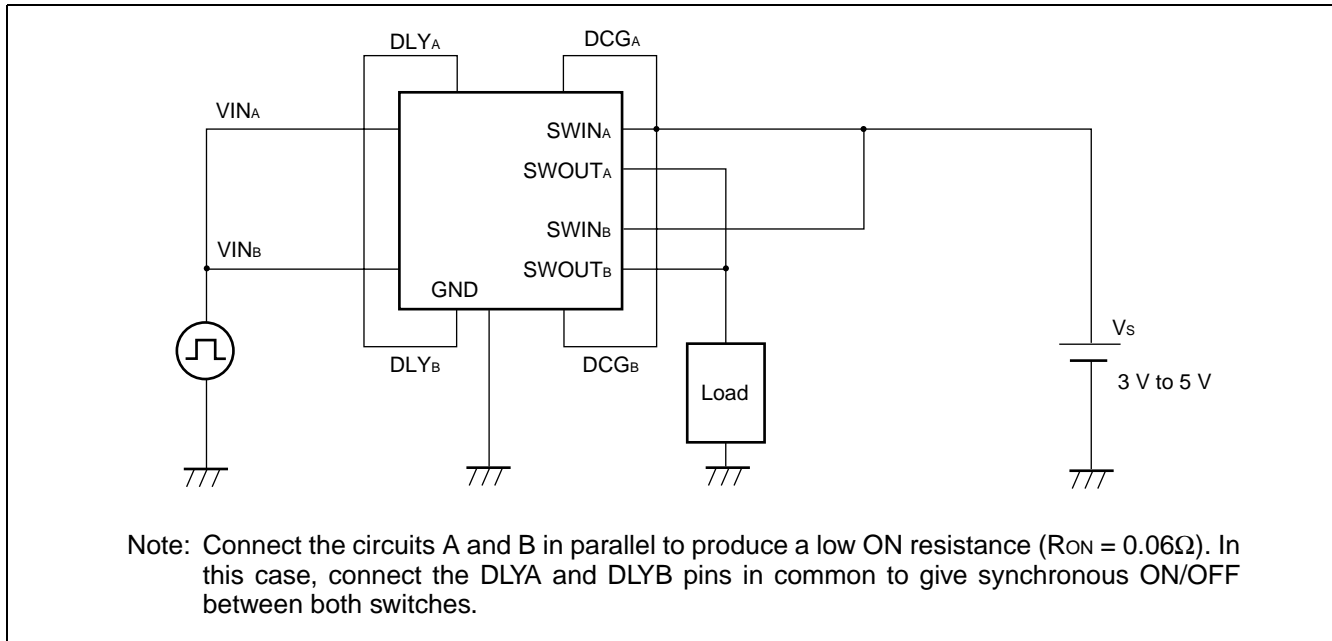 DLYA
DCGA
VINA
SWINA
SWOUTA
SWINB
VINB
SWOUTB
GND
VS
DLYB
DCGB
3 V to 5 V
Load
Note: Connect the circuits A and B in parallel to produce a low ON resistance (RON = 0.06Ω). In
this case, connect the DLYA and DLYB pins in common to give synchronous ON/OFF
between both switches.